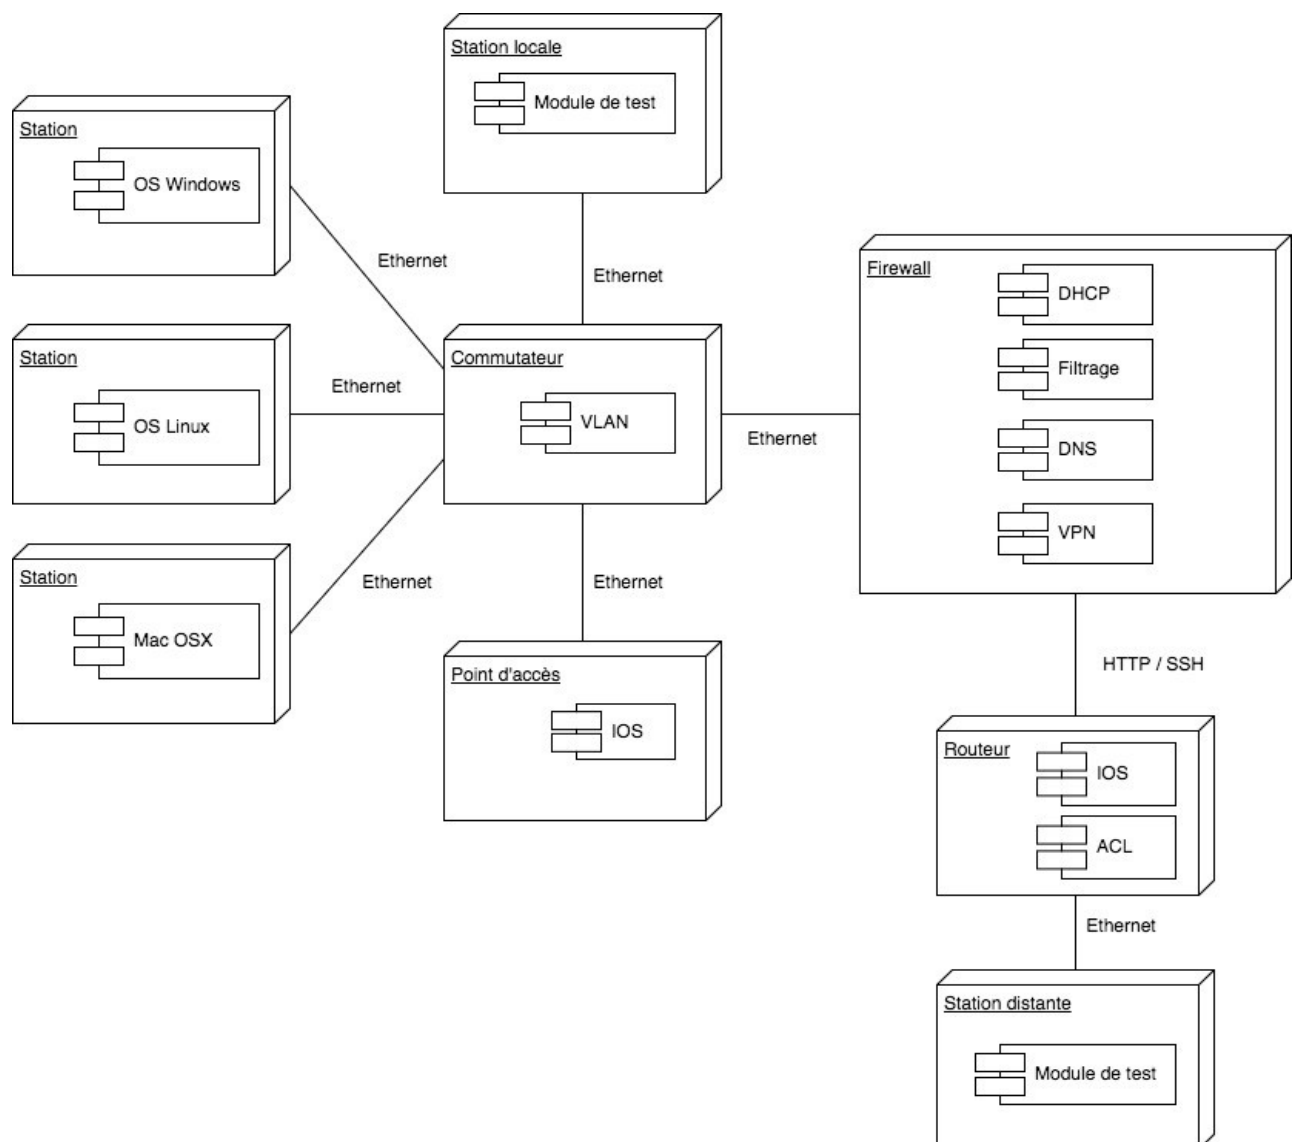 Station locale
Module de test
Station
OS Windows
Ethernet
Ethernet
Firewall
DHCP
Filtrage
DNS
VPN
Station
OS Linux
Ethernet
Commutateur
VLAN
Ethernet
Station
Mac OSX
Ethernet
Ethernet
Point d'accès
IOS
HTTP / SSH
Routeur
IOS
ACL
Ethernet
Station distante
Module de test